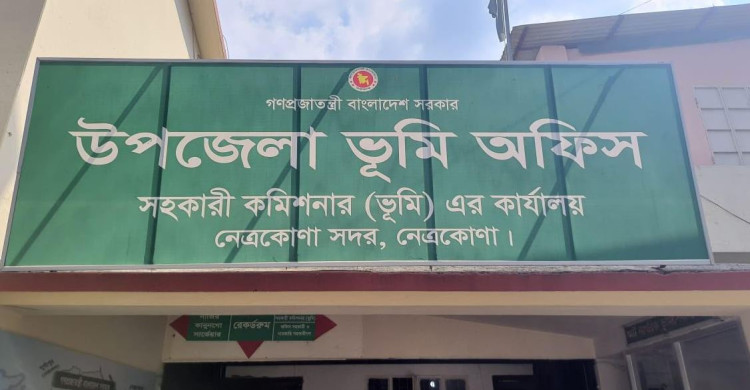 গণপ্রজাতন্ত্রী বাংলাদেশ সরকার
উপজেলা ভূমি অফিস
সহকারী কমিশনার (ভূমি) এর কার্যালয়
নেত্রকোণা সদর, নেত্রকোণা।
রেকর্ডরুম